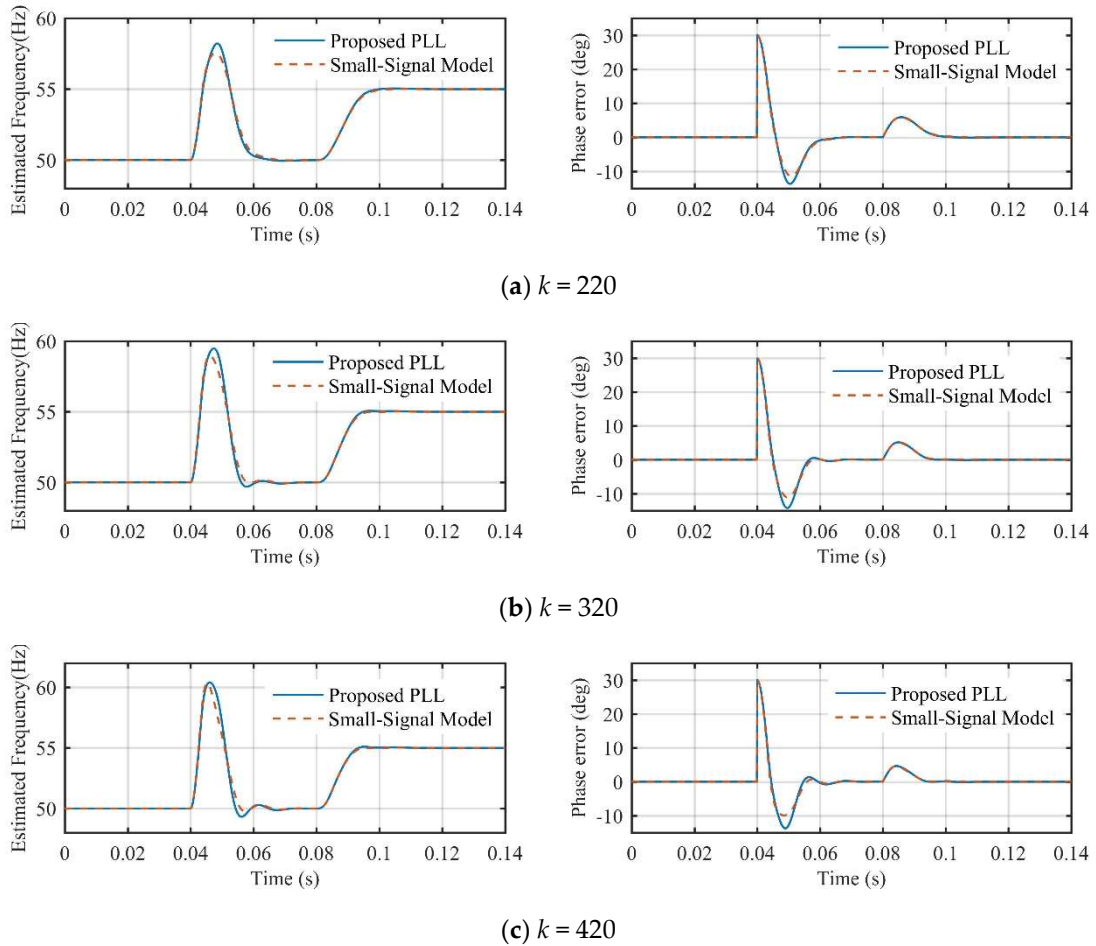 Estimated Frequency(Hz)
60
55
50
Proposed PLL
Small-Signal Model
0 0.02 0.04 0.06 0.08 0.1 0.12 0.14
Time (s)
Phase error (deg)
30
20
10
0
-10
Proposed PLL
Small-Signal Model
0 0.02 0.04 0.06 0.08 0.1 0.12 0.14
Time (s)
(a) k = 220
Estimated Frequency(Hz)
60
55
50
Proposed PLL
Small-Signal Model
0 0.02 0.04 0.06 0.08 0.1 0.12 0.14
Time (s)
Phase error (deg)
30
20
10
0
-10
Proposed PLL
Small-Signal Model
0 0.02 0.04 0.06 0.08 0.1 0.12 0.14
Time (s)
(b) k = 320
Estimated Frequency(Hz)
60
55
50
Proposed PLL
Small-Signal Model
0 0.02 0.04 0.06 0.08 0.1 0.12 0.14
Time (s)
Phase error (deg)
30
20
10
0
-10
Proposed PLL
Small-Signal Model
0 0.02 0.04 0.06 0.08 0.1 0.12 0.14
Time (s)
(c) k = 420